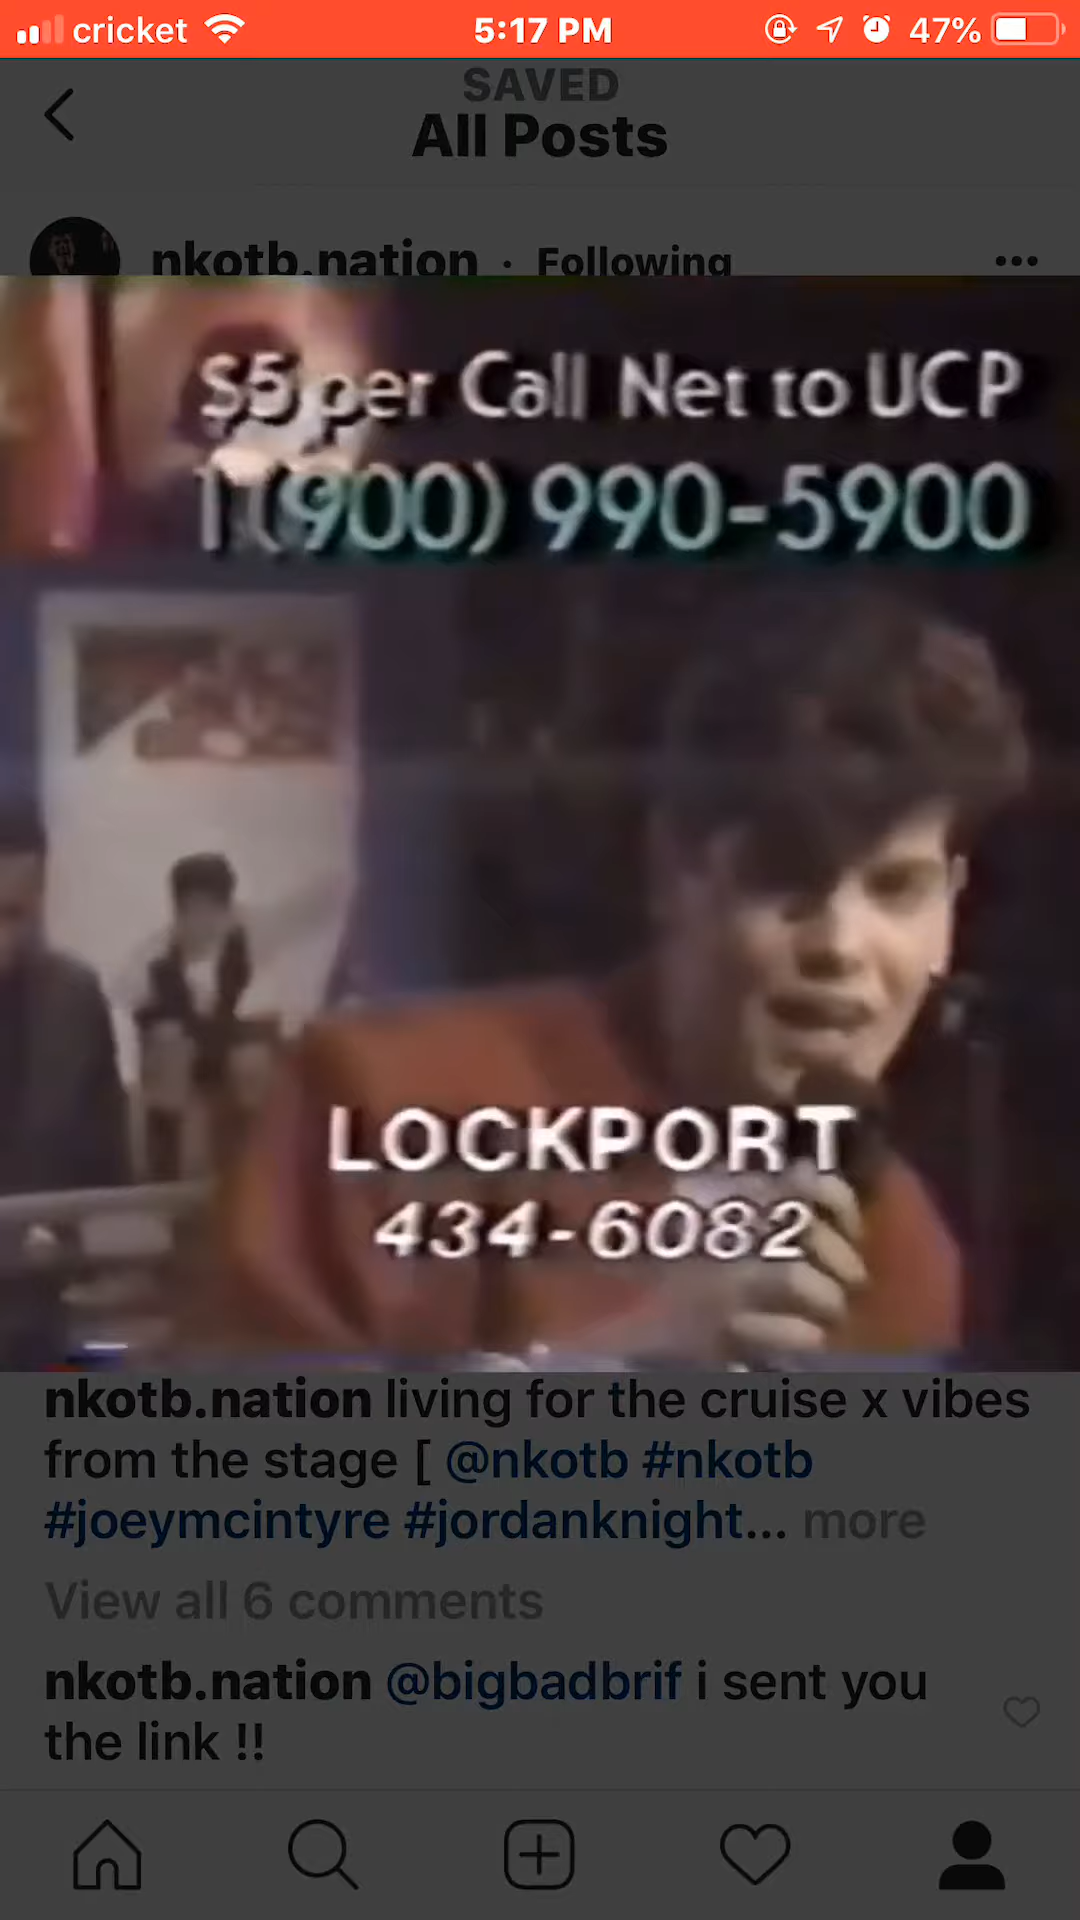 cricket
5:17 PM
47%
SAVED
All Posts
nkotb.nation · Following
$5 per Call Net to UCP
1 (900) 990-5900
LOCKPORT
434-6082
nkotb.nation living for the cruise x vibes
from the stage [ @nkotb #nkotb
#joeymcintyre #jordanknight... more
View all 6 comments
nkotb.nation @bigbadbrif i sent you
the link !!